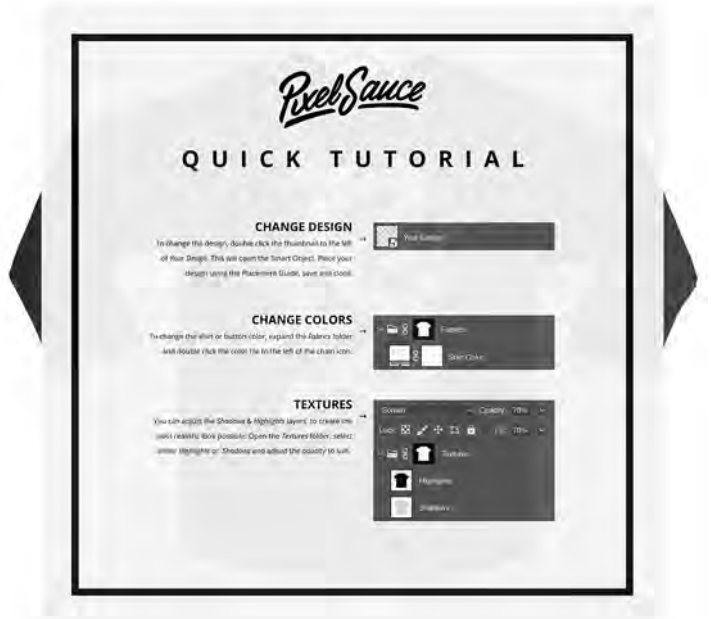 PixelSauce
QUICK TUTORIAL
CHANGE DESIGN
To change the design, double click the thumbnail to the left
of Your Design. This will open the Smart Object. Place your
design using the Placement Guide, save and close.
Your Design
CHANGE COLORS
To change the shirt or button color, expand the Fabrics folder
and double click the color tile to the left of the chain icon.
Fabrics
Shirt Color
TEXTURES
You can adjust the Shadows & Highlights layers, to create the
most realistic look possible. Open the Textures folder, select
either Highlights or Shadows and adjust the opacity to suit.
Screen
Opacity: 70%
Lock:
Fill: 70%
Textures
Highlights
Shadows